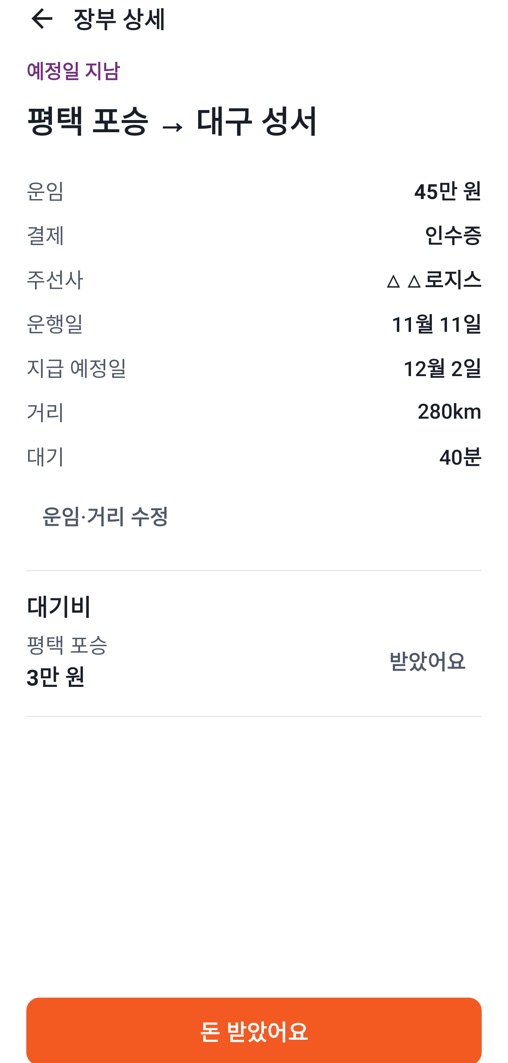 ← 장부 상세
예정일 지남
평택 포승 → 대구 성서
운임 45만 원
결제 인수증
주선사 △△로지스
운행일 11월 11일
지급 예정일 12월 2일
거리 280km
대기 40분
운임·거리 수정
대기비
평택 포승
3만 원 받았어요
돈 받았어요